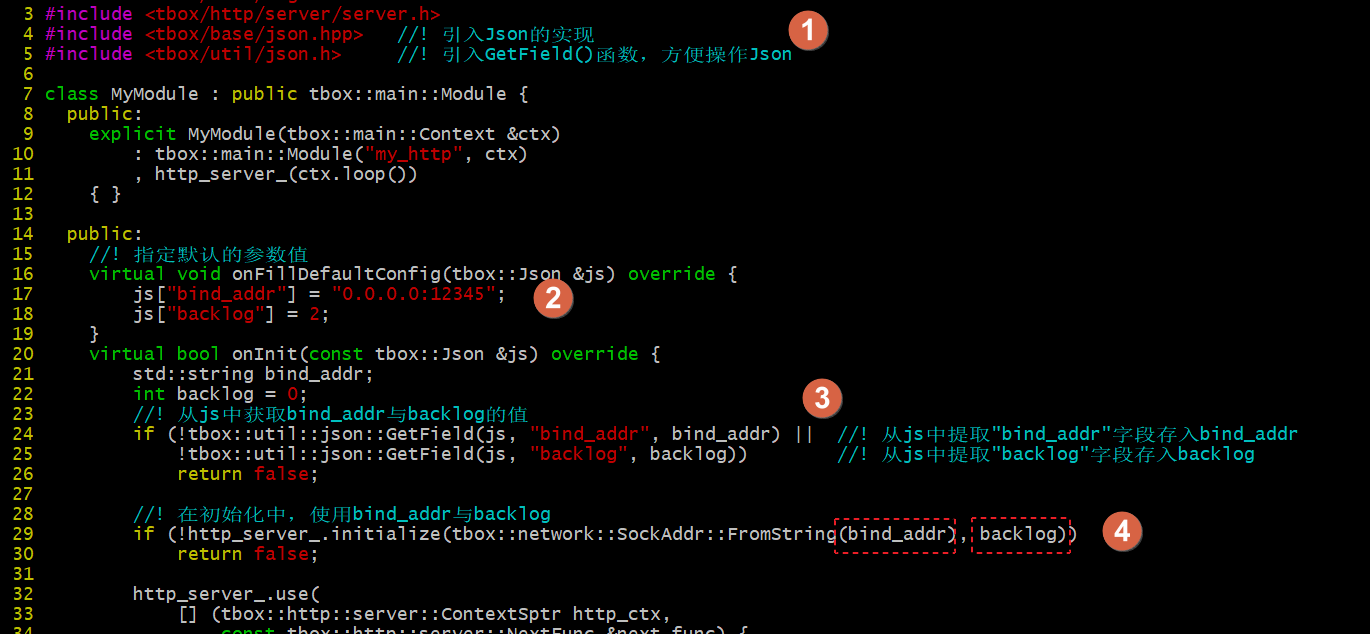 3 #include <tbox/http/server/server.h>
4 #include <tbox/base/json.hpp>   //! 引入Json的实现
1
5 #include <tbox/util/json.h>     //! 引入GetField()函数，方便操作Json
6
7 class MyModule : public tbox::main::Module {
8   public:
9     explicit MyModule(tbox::main::Context &ctx)
10         : tbox::main::Module("my_http", ctx)
11         , http_server_(ctx.loop())
12     { }
13
14   public:
15     //! 指定默认的参数值
16     virtual void onFillDefaultConfig(tbox::Json &js) override {
17         js["bind_addr"] = "0.0.0.0:12345";
2
18         js["backlog"] = 2;
19     }
20     virtual bool onInit(const tbox::Json &js) override {
21         std::string bind_addr;
22         int backlog = 0;
3
23         //! 从js中获取bind_addr与backlog的值
24         if (!tbox::util::json::GetField(js, "bind_addr", bind_addr) ||  //! 从js中提取"bind_addr"字段存入bind_addr
25             !tbox::util::json::GetField(js, "backlog", backlog))        //! 从js中提取"backlog"字段存入backlog
26             return false;
27
28         //! 在初始化中，使用bind_addr与backlog
29         if (!http_server_.initialize(tbox::network::SockAddr::FromString(bind_addr), backlog))
4
30             return false;
31
32         http_server_.use(
33             [] (tbox::http::server::ContextSptr http_ctx,
34                 const tbox::http::server::NextFunc &next_func) {